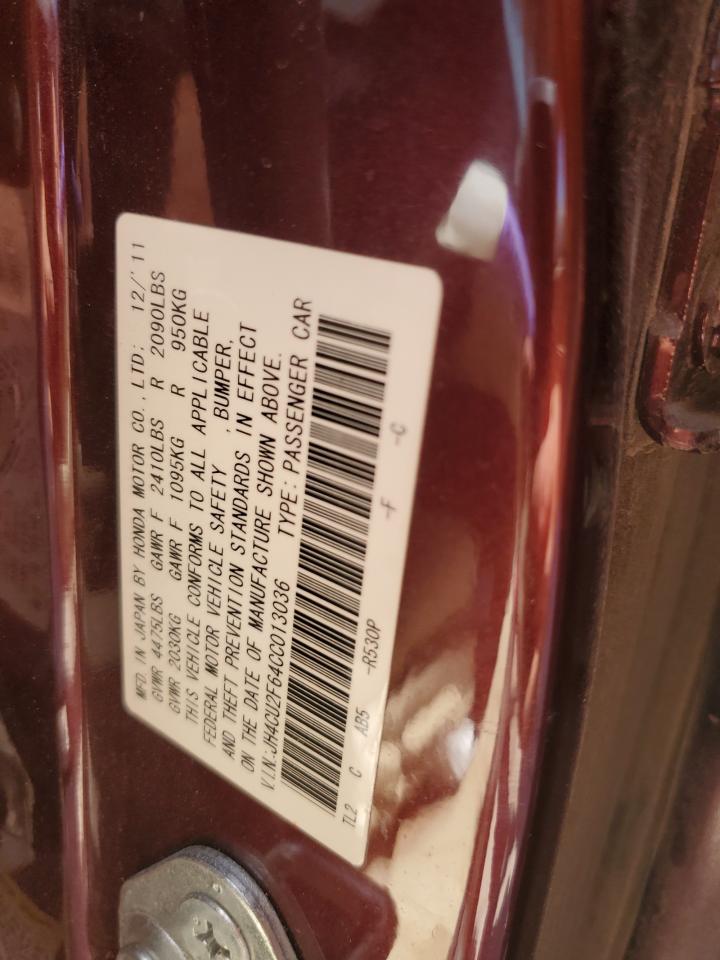 MFD. IN JAPAN BY HONDA MOTOR CO., LTD: 12/'11
GVWR 4475LBS GAWR F 2410LBS R 2090LBS
GVWR 2030KG GAWR F 1095KG R 950KG
THIS VEHICLE CONFORMS TO ALL APPLICABLE
FEDERAL MOTOR VEHICLE SAFETY ,BUMPER,
AND THEFT PREVENTION STANDARDS IN EFFECT
ON THE DATE OF MANUFACTURE SHOWN ABOVE.
V.I.N.:JH4CU2F64CC013036 TYPE:PASSENGER CAR
TL2 C AB5 -R530P -F -C